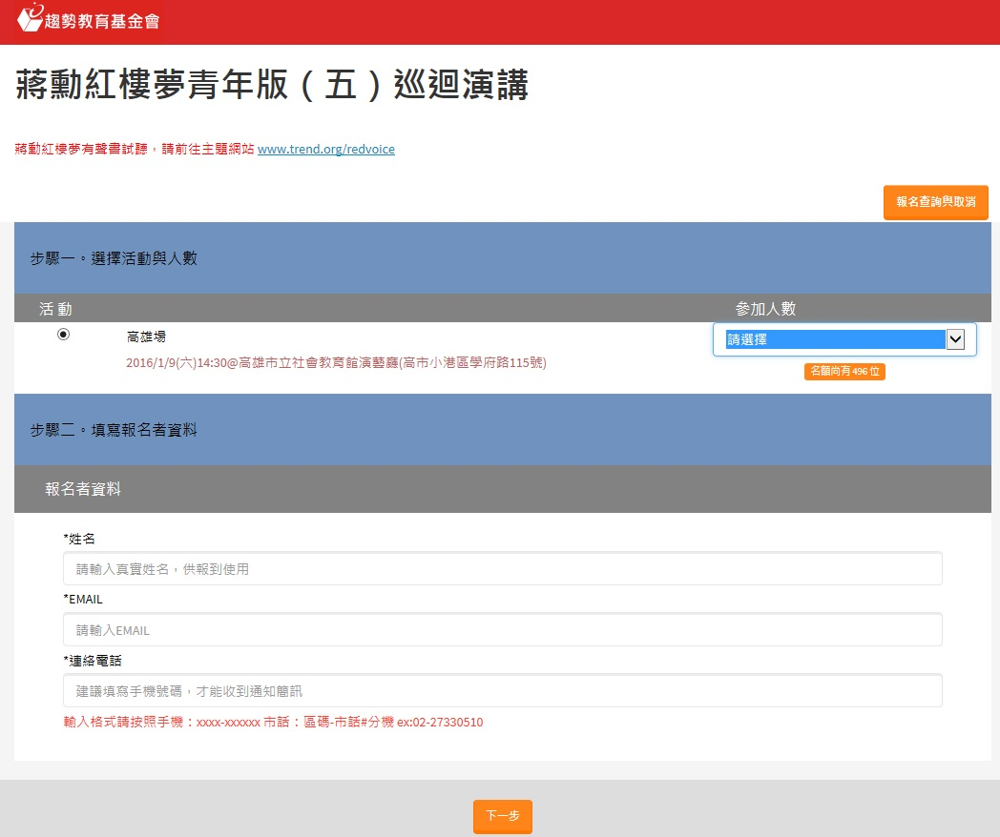 趨勢教育基金會
蔣勳紅樓夢青年版（五）巡迴演講
蔣勳紅樓夢有聲書試聽，請前往主題網站 www.trend.org/redvoice
報名查詢與取消
步驟一。選擇活動與人數
活動 參加人數
高雄場 請選擇
2016/1/9(六)14:30@高雄市立社會教育館演藝廳(高市小港區學府路115號)
名額尚有 496 位
步驟二。填寫報名者資料
報名者資料
*姓名
請輸入真實姓名，供報到使用
*EMAIL
請輸入EMAIL
*連絡電話
建議填寫手機號碼，才能收到通知簡訊
輸入格式請按照手機：xxxx-xxxxxx 市話：區碼-市話#分機 ex:02-27330510
下一步